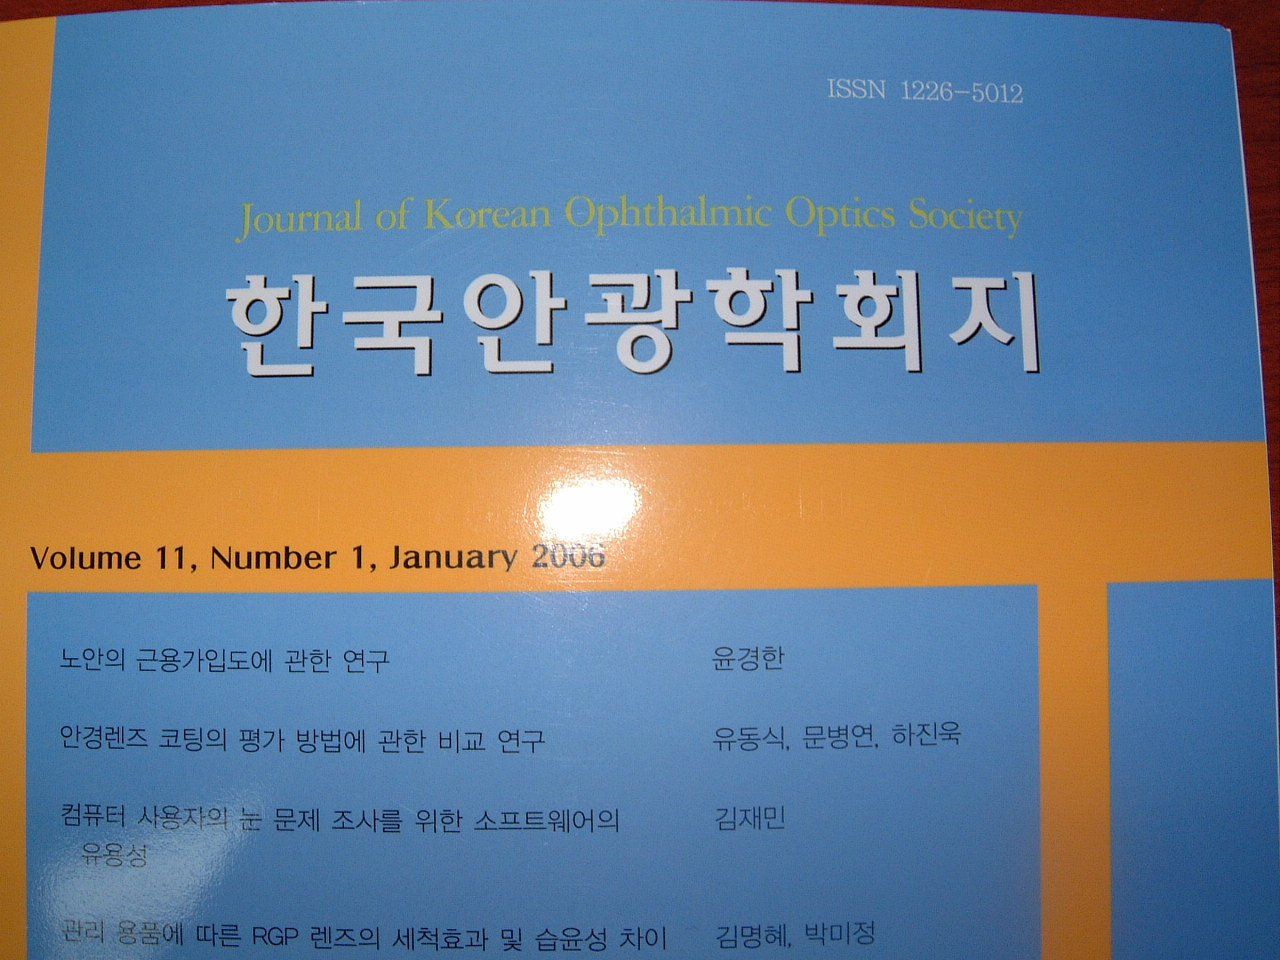 ISSN 1226-5012
Journal of Korean Ophthalmic Optics Society
한국안광학회지
Volume 11, Number 1, January 2006
노안의 근용가입도에 관한 연구 윤경한
안경렌즈 코팅의 평가 방법에 관한 비교 연구 유동식, 문병연, 하진욱
컴퓨터 사용자의 눈 문제 조사를 위한 소프트웨어의 김재민
유용성
관리 용품에 따른 RGP 렌즈의 세척효과 및 습윤성 차이 김명혜, 박미정